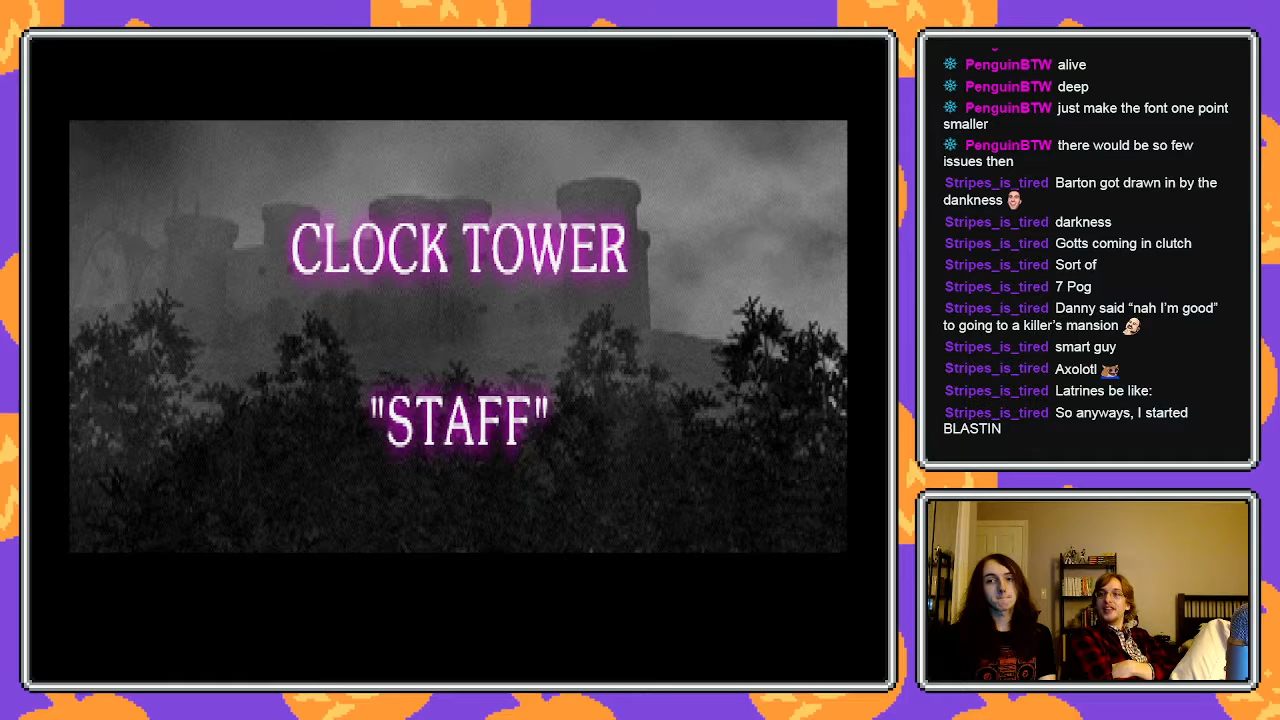 CLOCK TOWER
"STAFF"
PenguinBTW alive
PenguinBTW deep
PenguinBTW just make the font one point
smaller
PenguinBTW there would be so few
issues then
Stripes_is_tired Barton got drawn in by the
dankness
Stripes_is_tired darkness
Stripes_is_tired Gotts coming in clutch
Stripes_is_tired Sort of
Stripes_is_tired 7 Pog
Stripes_is_tired Danny said “nah I’m good”
to going to a killer’s mansion
Stripes_is_tired smart guy
Stripes_is_tired Axolotl
Stripes_is_tired Latrines be like:
Stripes_is_tired So anyways, I started
BLASTIN